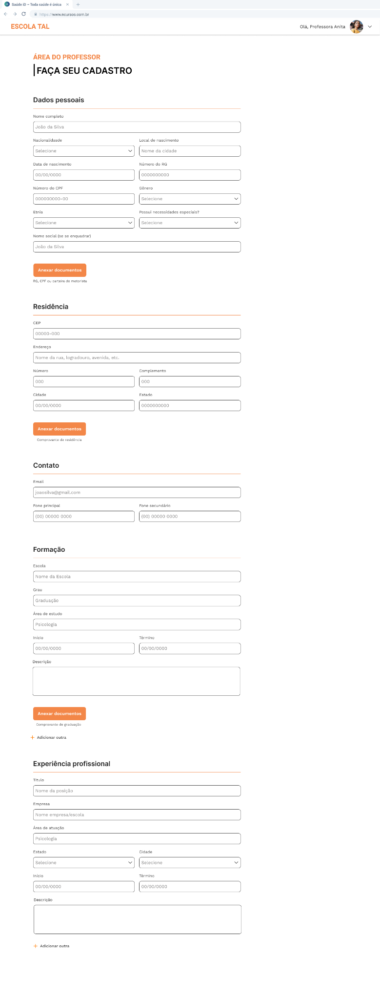 Saúde iD – Toda saúde é única
https://www.ncursos.com.br
ESCOLA TAL
Olá, Professora Anita
ÁREA DO PROFESSOR
FAÇA SEU CADASTRO
Dados pessoais
Nome completo
João da Silva
Nacionalidasde Local de nascimento
Selecione Nome da cidade
Data de nascimento Número do RG
00/00/0000 0000000000
Número do CPF Gênero
000000000-00 Selecione
Etnia Possui necessidades especiais?
Selecione Selecione
Nome social (se se enquadrar)
João da Silva
Anexar documentos
RG, CPF ou carteira de motorista
Residência
CEP
00000-000
Endereço
Nome da rua, logradouro, avenida, etc.
Número Complemento
000 000
Cidade Estado
00/00/0000 0000000000
Anexar documentos
Comprovante de residência
Contato
Email
joaosilva@gmail.com
Fone principal Fone secundário
(00) 00000 0000 (00) 00000 0000
Formação
Escola
Nome da Escola
Grau
Graduação
Área de estudo
Psicologia
Início Término
00/00/0000 00/00/0000
Descrição
Anexar documentos
Comprovante de graduação
+ Adicionar outra
Experiência profissional
Título
Nome da posição
Empresa
Nome empresa/escola
Área de atuação
Psicologia
Estado Cidade
Selecione Selecione
Início Término
00/00/0000 00/00/0000
Descrição
+ Adicionar outra